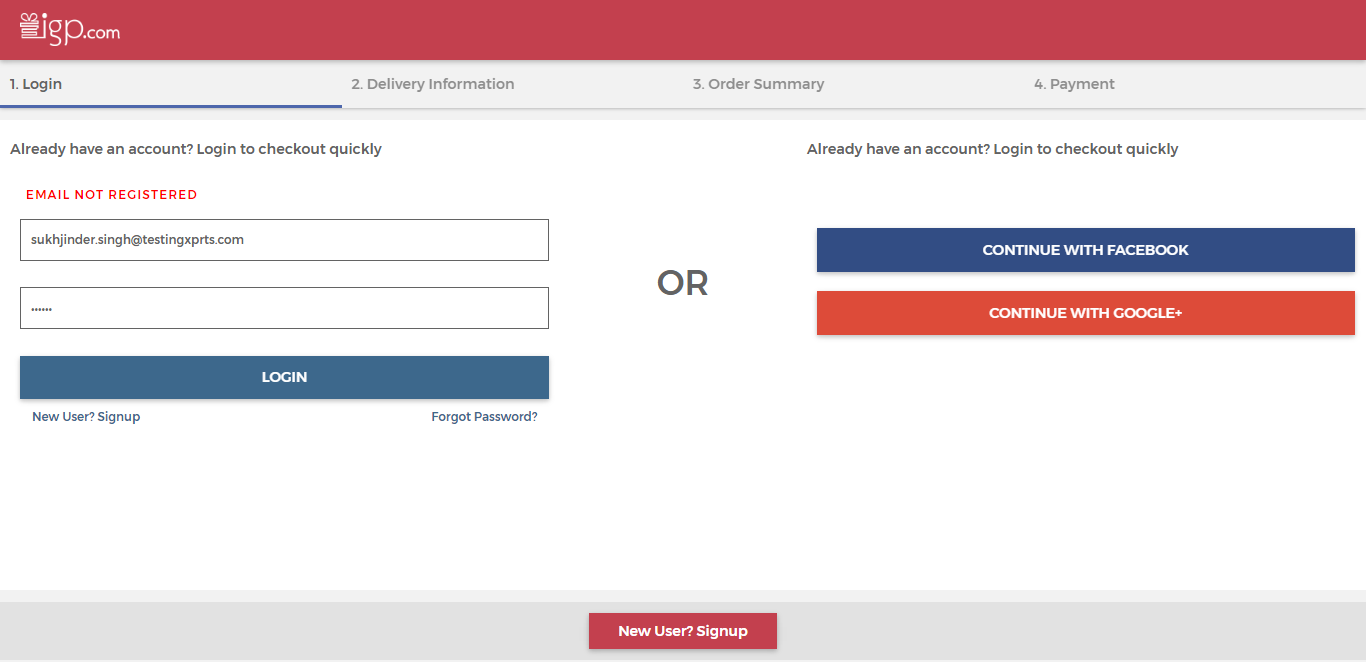 igp.com
1. Login
2. Delivery Information
3. Order Summary
4. Payment
Already have an account? Login to checkout quickly
EMAIL NOT REGISTERED
sukhjinder.singh@testingxprts.com
••••••
LOGIN
New User? Signup
Forgot Password?
OR
Already have an account? Login to checkout quickly
CONTINUE WITH FACEBOOK
CONTINUE WITH GOOGLE+
New User? Signup